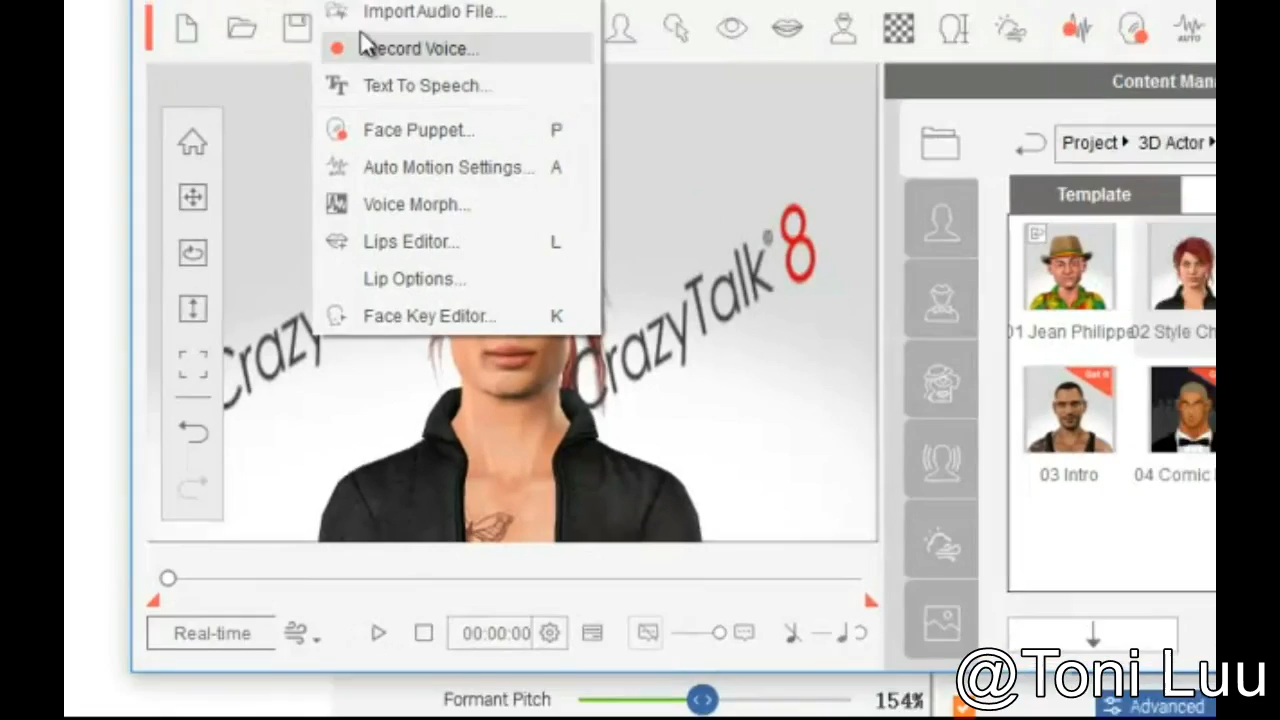 Import Audio File...
Record Voice...
Text To Speech...
Face Puppet... P
Auto Motion Settings... A
Voice Morph...
Lips Editor... L
Lip Options...
Face Key Editor... K
AUTO
Content Man
Project 3D Actor
Template
01 Jean Philippe
02 Style Ch
03 Intro
04 Comic
Crazy
CrazyTalk® 8
Real-time
00:00:00
Formant Pitch 154%
Advanced
@Toni Luu